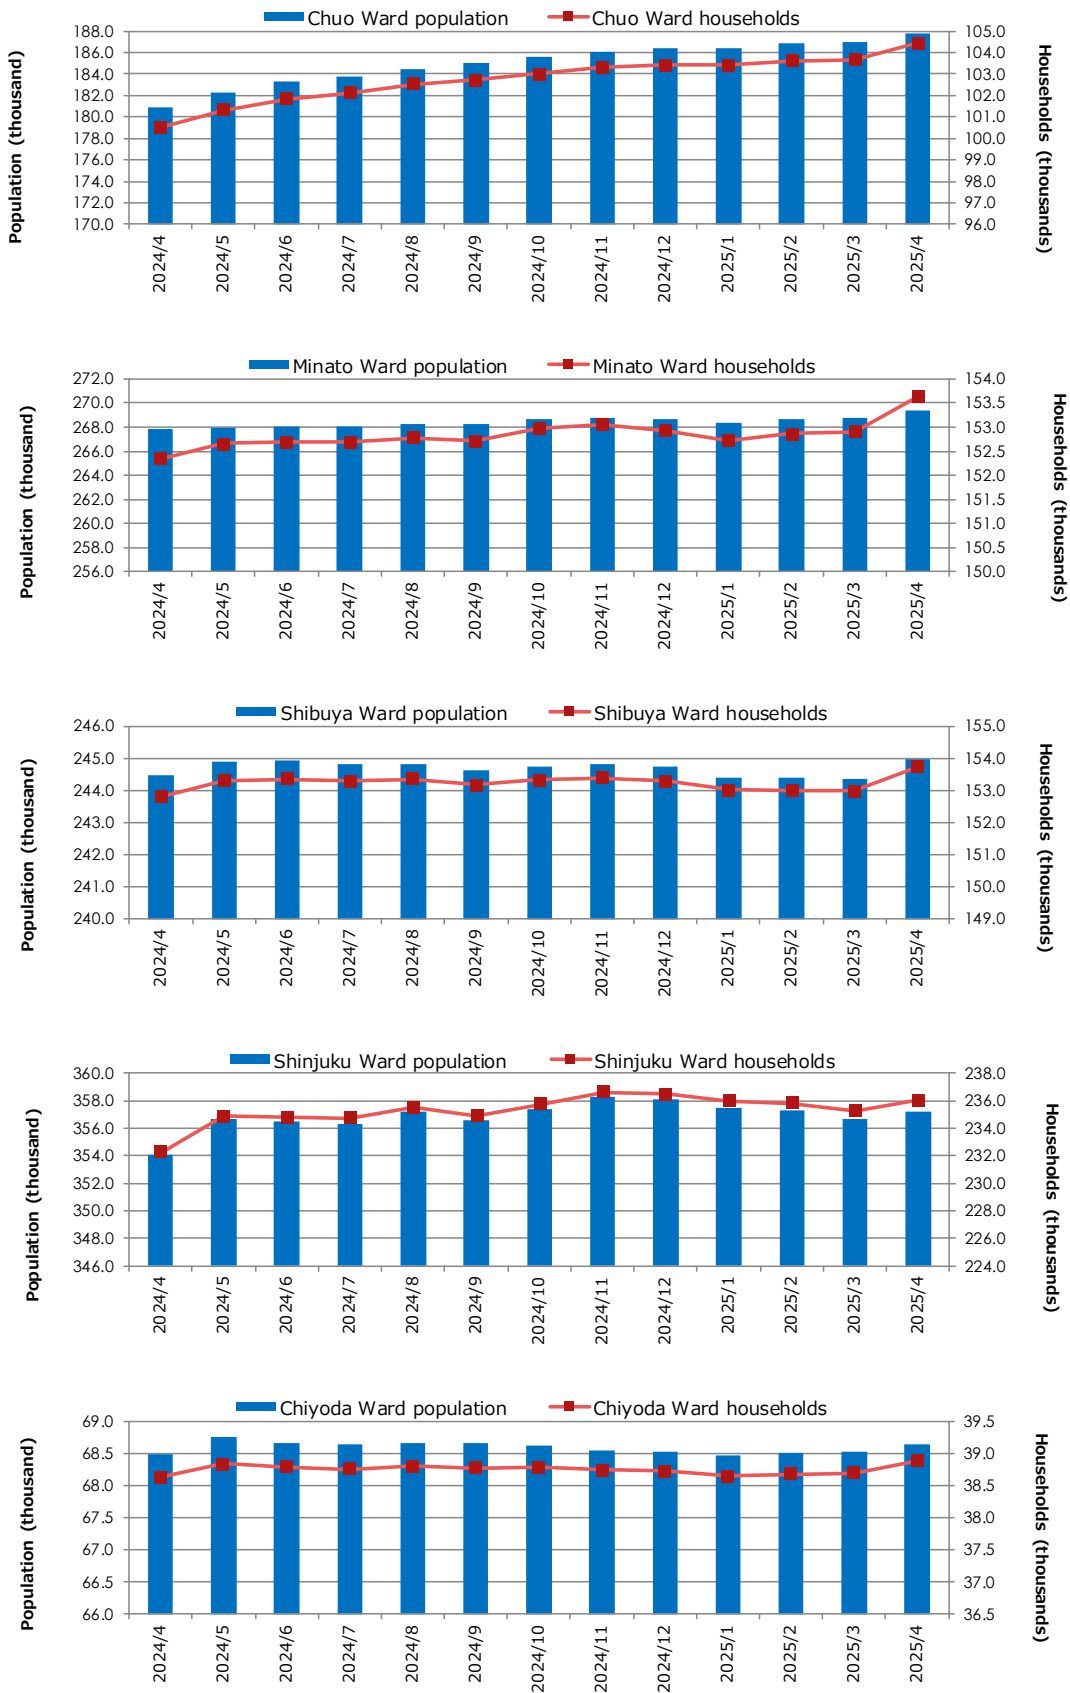 Chuo Ward population Chuo Ward households
188.0 105.0
186.0 104.0
184.0 103.0
182.0 102.0
180.0 101.0
178.0 100.0
176.0 99.0
174.0 98.0
172.0 97.0
170.0 96.0
Population (thousand)
Households (thousands)
2024/4 2024/5 2024/6 2024/7 2024/8 2024/9 2024/10 2024/11 2024/12 2025/1 2025/2 2025/3 2025/4
Minato Ward population Minato Ward households
272.0 154.0
270.0 153.5
268.0 153.0
266.0 152.5
264.0 152.0
262.0 151.5
260.0 151.0
258.0 150.5
256.0 150.0
Population (thousand)
Households (thousands)
2024/4 2024/5 2024/6 2024/7 2024/8 2024/9 2024/10 2024/11 2024/12 2025/1 2025/2 2025/3 2025/4
Shibuya Ward population Shibuya Ward households
246.0 155.0
245.0 154.0
244.0 153.0
243.0 152.0
242.0 151.0
241.0 150.0
240.0 149.0
Population (thousand)
Households (thousands)
2024/4 2024/5 2024/6 2024/7 2024/8 2024/9 2024/10 2024/11 2024/12 2025/1 2025/2 2025/3 2025/4
Shinjuku Ward population Shinjuku Ward households
360.0 238.0
358.0 236.0
356.0 234.0
354.0 232.0
352.0 230.0
350.0 228.0
348.0 226.0
346.0 224.0
Population (thousand)
Households (thousands)
2024/4 2024/5 2024/6 2024/7 2024/8 2024/9 2024/10 2024/11 2024/12 2025/1 2025/2 2025/3 2025/4
Chiyoda Ward population Chiyoda Ward households
69.0 39.5
68.5 39.0
68.0 38.5
67.5 38.0
67.0 37.5
66.5 37.0
66.0 36.5
Population (thousand)
Households (thousands)
2024/4 2024/5 2024/6 2024/7 2024/8 2024/9 2024/10 2024/11 2024/12 2025/1 2025/2 2025/3 2025/4